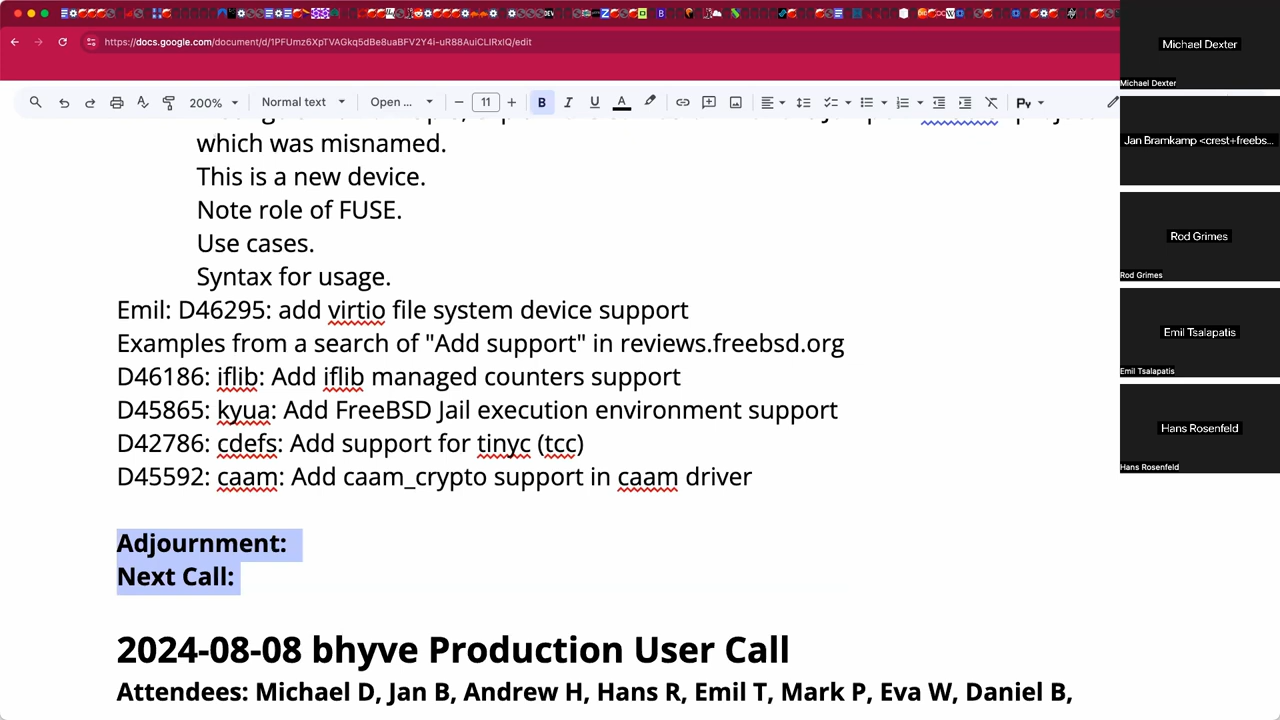 https://docs.google.com/document/d/1PFUmz6XpTVAGkq5dBe8uaBFV2Y4i-uR88AuiCLIRxIQ/edit
200% Normal text Open ... 11
which was misnamed.
This is a new device.
Note role of FUSE.
Use cases.
Syntax for usage.
Emil: D46295: add virtio file system device support
Examples from a search of "Add support" in reviews.freebsd.org
D46186: iflib: Add iflib managed counters support
D45865: kyua: Add FreeBSD Jail execution environment support
D42786: cdefs: Add support for tinyc (tcc)
D45592: caam: Add caam_crypto support in caam driver
Adjournment:
Next Call:
2024-08-08 bhyve Production User Call
Attendees: Michael D, Jan B, Andrew H, Hans R, Emil T, Mark P, Eva W, Daniel B,
Michael Dexter
Michael Dexter
Jan Bramkamp <crest+freebs...
Rod Grimes
Rod Grimes
Emil Tsalapatis
Emil Tsalapatis
Hans Rosenfeld
Hans Rosenfeld